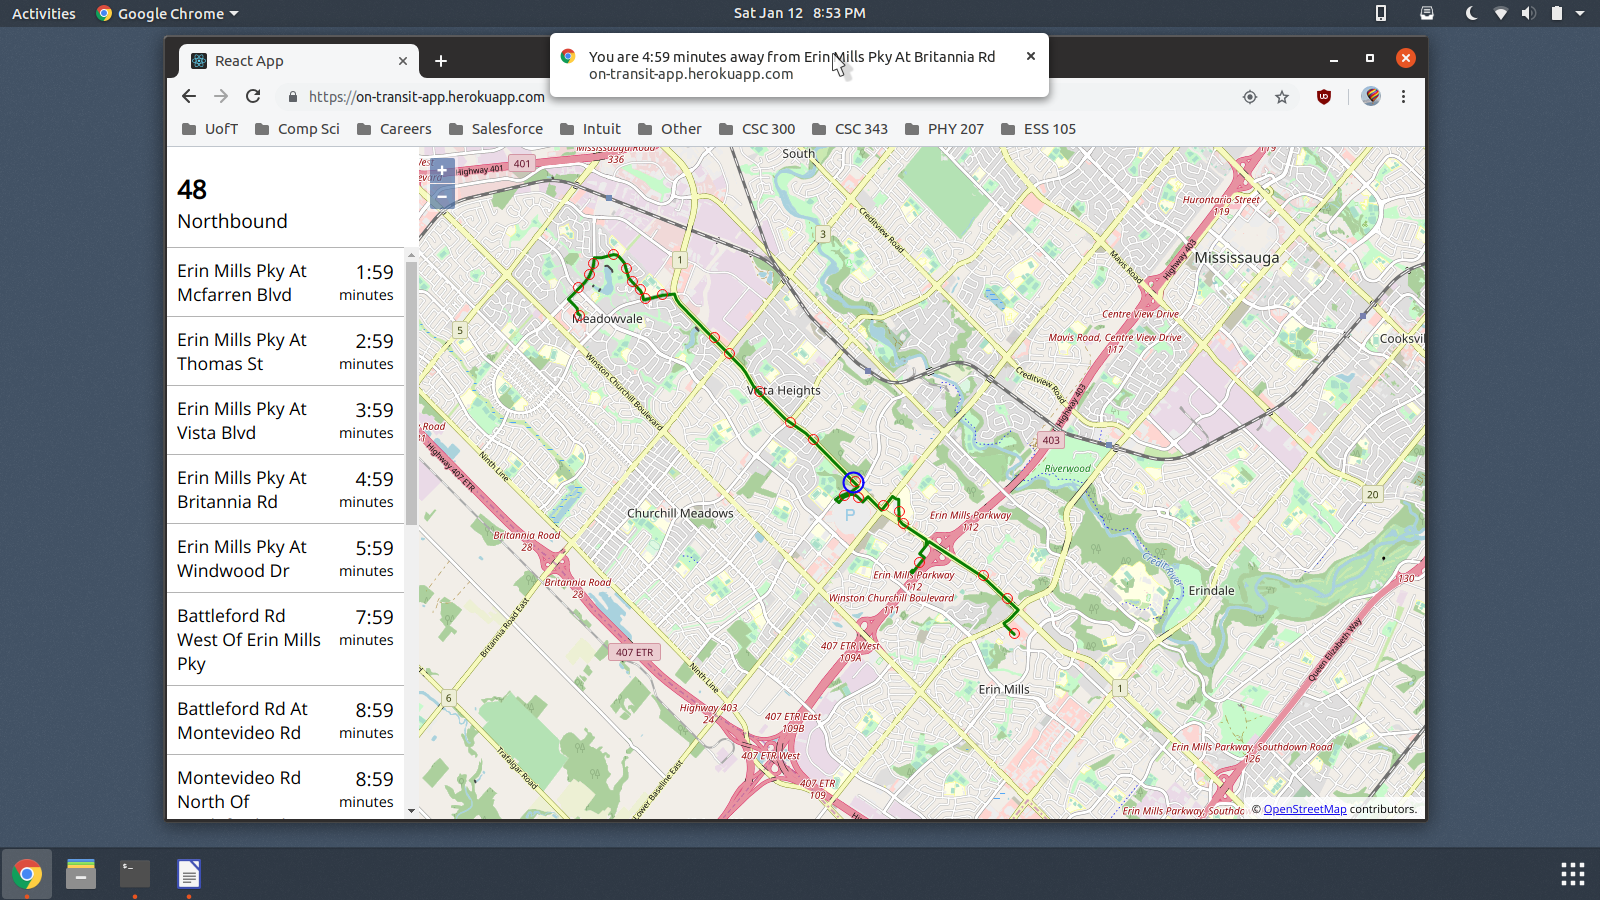 Activities
Google Chrome
Sat Jan 12 8:53 PM
React App
You are 4:59 minutes away from Erin Mills Pky At Britannia Rd
on-transit-app.herokuapp.com
https://on-transit-app.herokuapp.com
UofT
Comp Sci
Careers
Salesforce
Intuit
Other
CSC 300
CSC 343
PHY 207
ESS 105
48
Northbound
Erin Mills Pky At
Mcfarren Blvd
1:59
minutes
Erin Mills Pky At
Thomas St
2:59
minutes
Erin Mills Pky At
Vista Blvd
3:59
minutes
Erin Mills Pky At
Britannia Rd
4:59
minutes
Erin Mills Pky At
Windwood Dr
5:59
minutes
Battleford Rd
West Of Erin Mills
Pky
7:59
minutes
Battleford Rd At
Montevideo Rd
8:59
minutes
Montevideo Rd
North Of
8:59
minutes
+
−
401
Highway 401
Mississauga Road
336
South
119
Hurontario Street
119
Creditview Road
3
1
Mavis Road
Highway 403
Mississauga
Meadowvale
5
Centre View Drive
Mavis Road, Centre View Drive
117
Winston Churchill Boulevard
Vista Heights
Creditview Road
Highway 403
Road
403
Highway 407 ETR
Ninth Line
Riverwood
20
Churchill Meadows
P
Erin Mills Parkway
112
Britannia Road
28
Britannia Road
28
Erin Mills Parkway
112
Credit River
130
Winston Churchill Boulevard
111
Erindale
Britannia Road East
407 ETR
407 ETR West
109A
Queen Elizabeth Way
Ninth Line
Erin Mills
1
6
Highway 403
247
407 ETR East
109B
Trafalgar Road
407 ETR West
Erin Mills Parkway, Southdown Road
126
Lower Baseline East
407 ETR
109
© OpenStreetMap contributors.